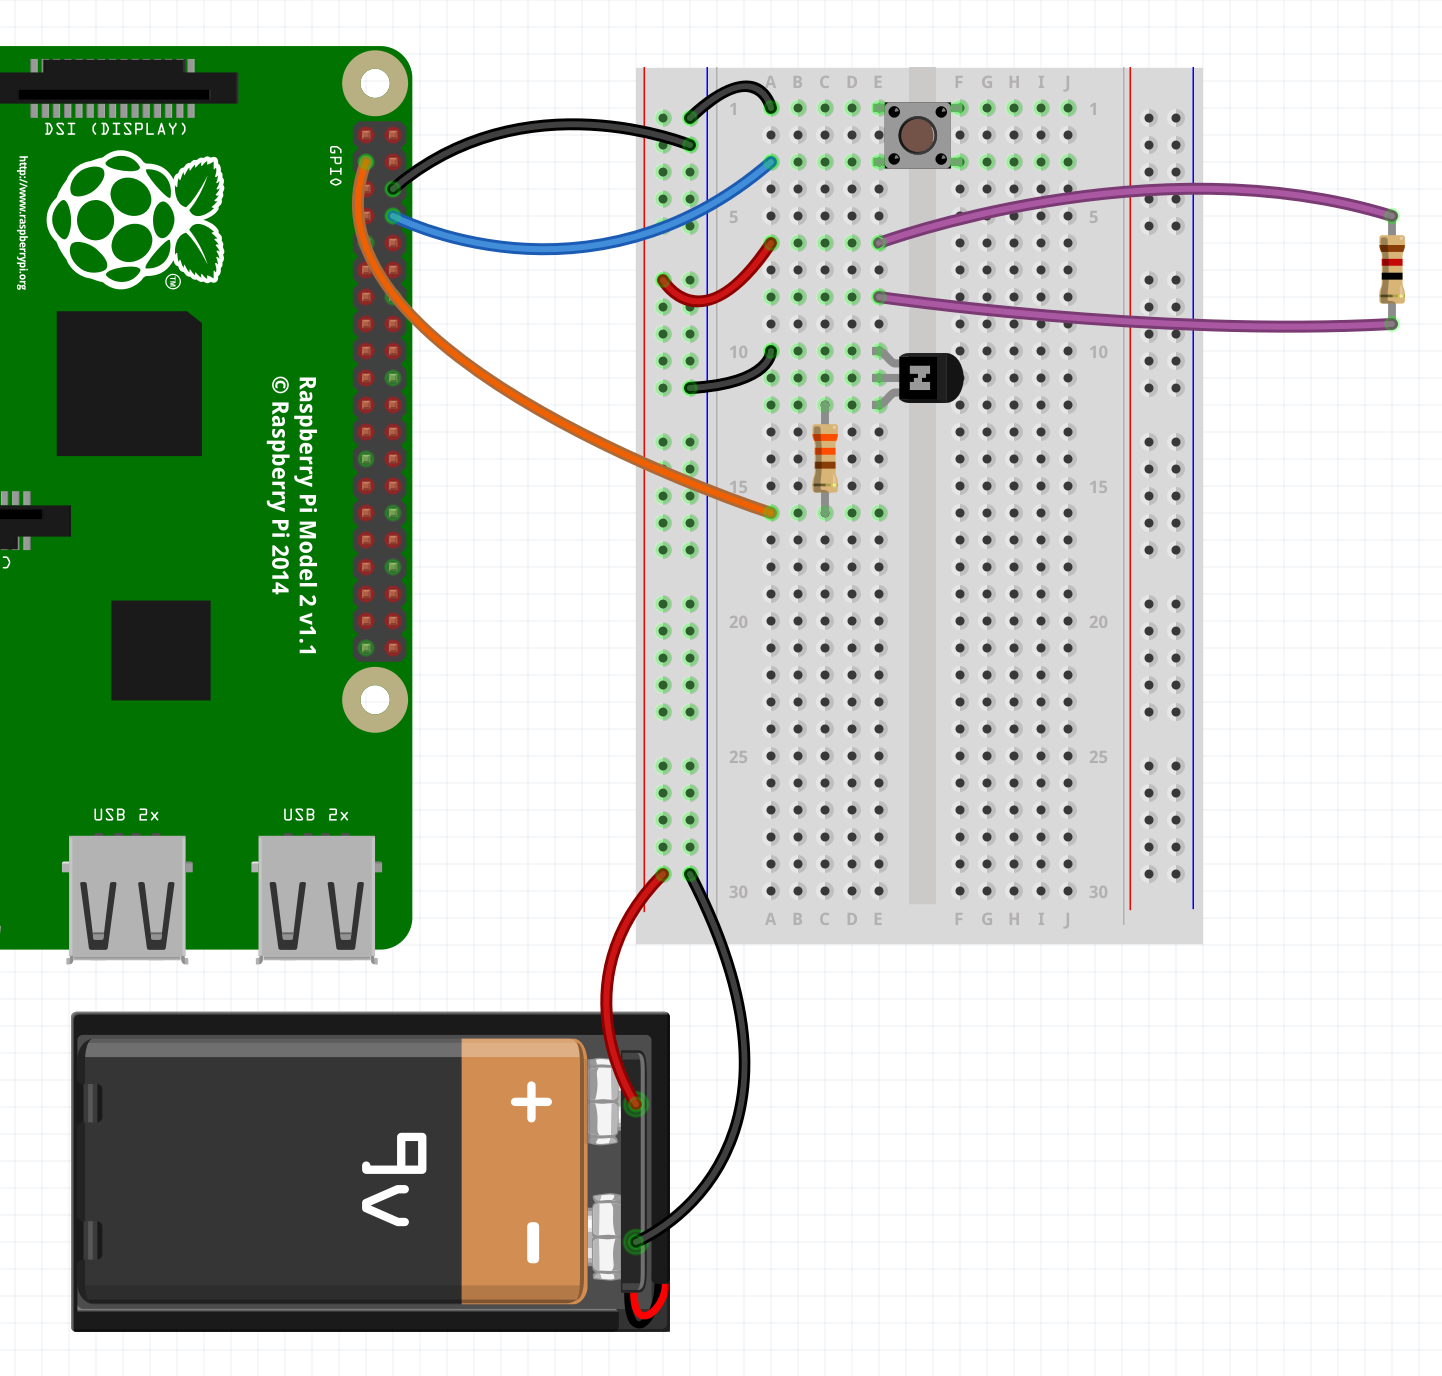 DSI (DISPLAY)
GPIO
http://www.raspberrypi.org
TM
Raspberry Pi Model 2 v1.1
© Raspberry Pi 2014
USB 2x
USB 2x
A B C D E F G H I J
1 1
5 5
10 10
15 15
20 20
25 25
30 30
A B C D E F G H I J
N
9V
+
-